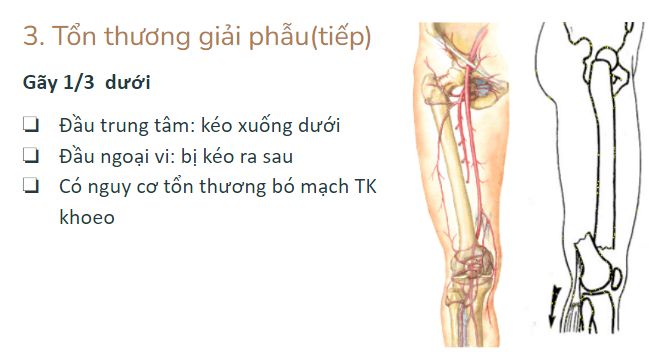 3. Tổn thương giải phẫu(tiếp)
Gãy 1/3 dưới
❑ Đầu trung tâm: kéo xuống dưới
❑ Đầu ngoại vi: bị kéo ra sau
❑ Có nguy cơ tổn thương bó mạch TK
khoeo